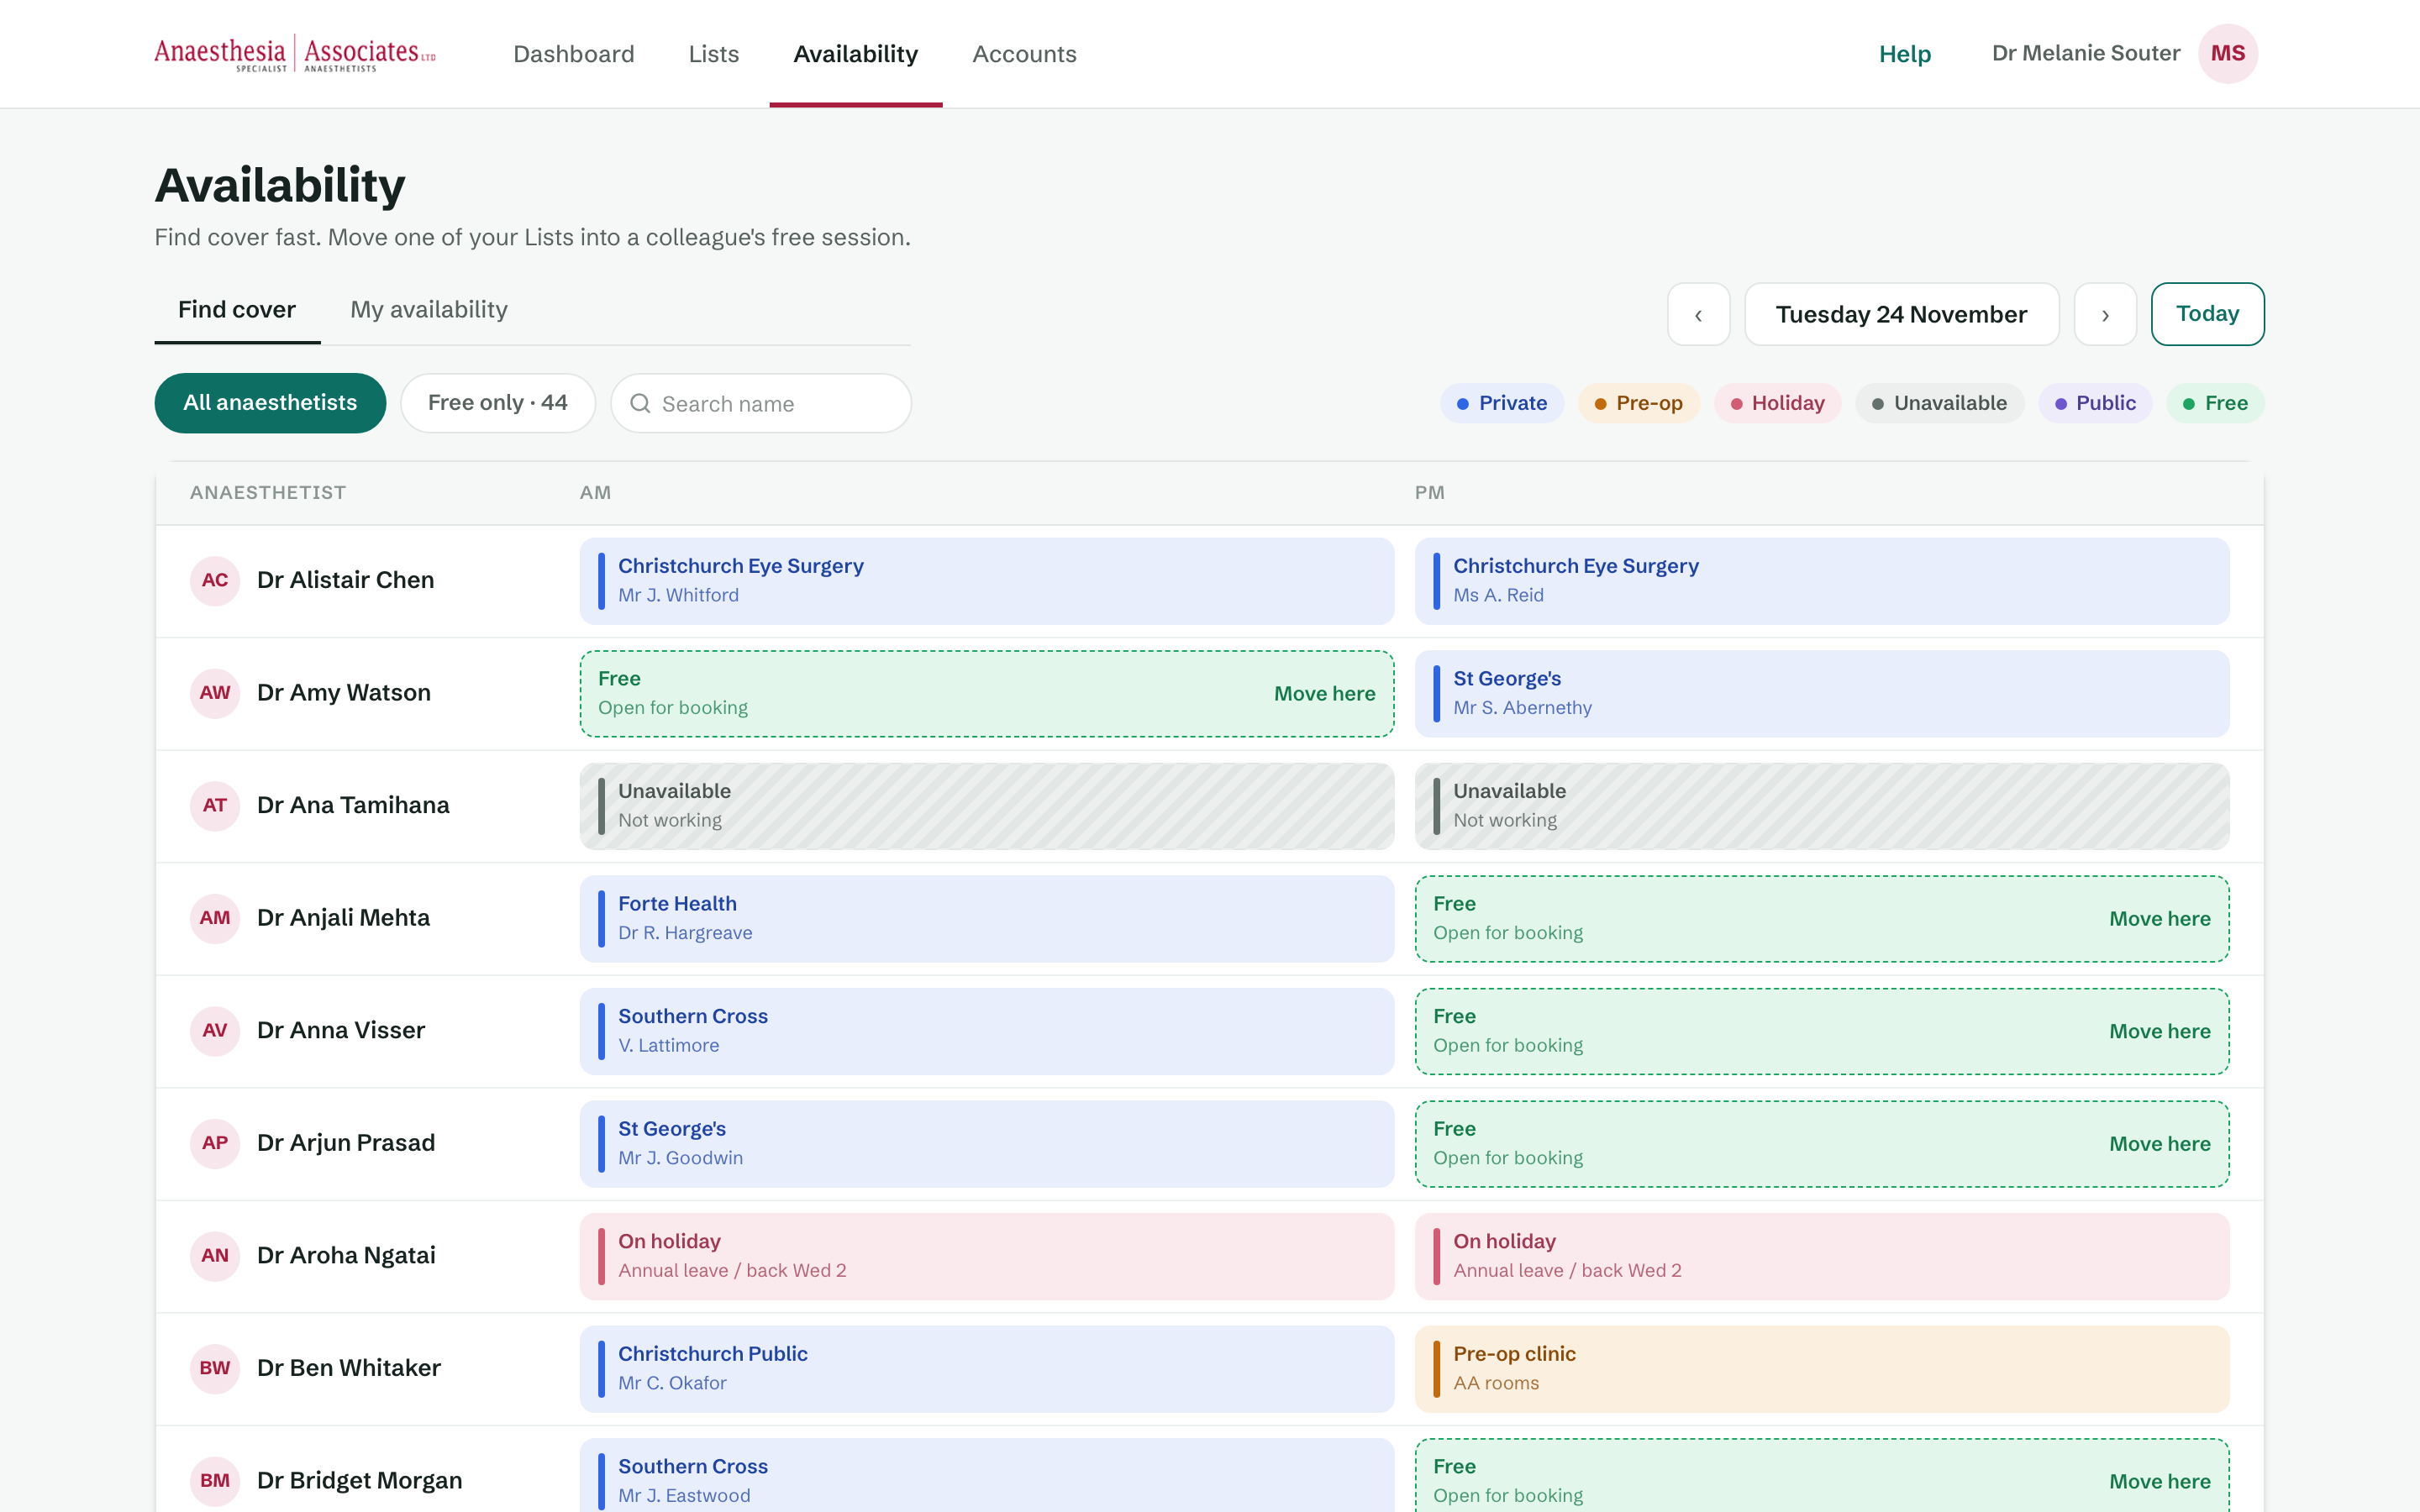 Anaesthesia | Associates LTD
SPECIALIST ANAESTHETISTS
Dashboard
Lists
Availability
Accounts
Help
Dr Melanie Souter
MS
Availability
Find cover fast. Move one of your Lists into a colleague's free session.
Find cover
My availability
‹
Tuesday 24 November
›
Today
All anaesthetists
Free only · 44
Search name
Private
Pre-op
Holiday
Unavailable
Public
Free
ANAESTHETIST
AM
PM
AC
Dr Alistair Chen
Christchurch Eye Surgery
Mr J. Whitford
Christchurch Eye Surgery
Ms A. Reid
AW
Dr Amy Watson
Free
Open for booking
Move here
St George's
Mr S. Abernethy
AT
Dr Ana Tamihana
Unavailable
Not working
Unavailable
Not working
AM
Dr Anjali Mehta
Forte Health
Dr R. Hargreave
Free
Open for booking
Move here
AV
Dr Anna Visser
Southern Cross
V. Lattimore
Free
Open for booking
Move here
AP
Dr Arjun Prasad
St George's
Mr J. Goodwin
Free
Open for booking
Move here
AN
Dr Aroha Ngatai
On holiday
Annual leave / back Wed 2
On holiday
Annual leave / back Wed 2
BW
Dr Ben Whitaker
Christchurch Public
Mr C. Okafor
Pre-op clinic
AA rooms
BM
Dr Bridget Morgan
Southern Cross
Mr J. Eastwood
Free
Open for booking
Move here